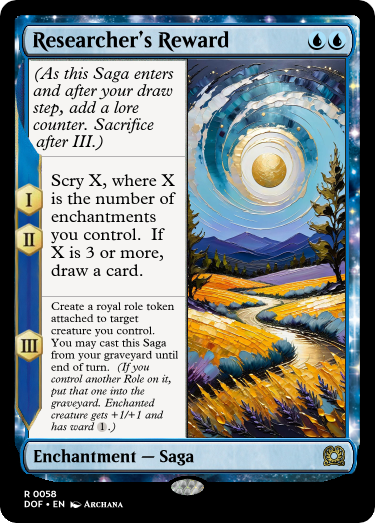 Researcher's Reward
(As this Saga enters
and after your draw
step, add a lore
counter. Sacrifice
after III.)
I
II
Scry X, where X
is the number of
enchantments
you control.  If
X is 3 or more,
draw a card.
III
Create a royal role token
attached to target
creature you control.
You may cast this Saga
from your graveyard until
end of turn.  (If you
control another Role on it,
put that one into the
graveyard. Enchanted
creature gets +1/+1 and
has ward 1.)
Enchantment — Saga
R 0058
DOF • EN Archana